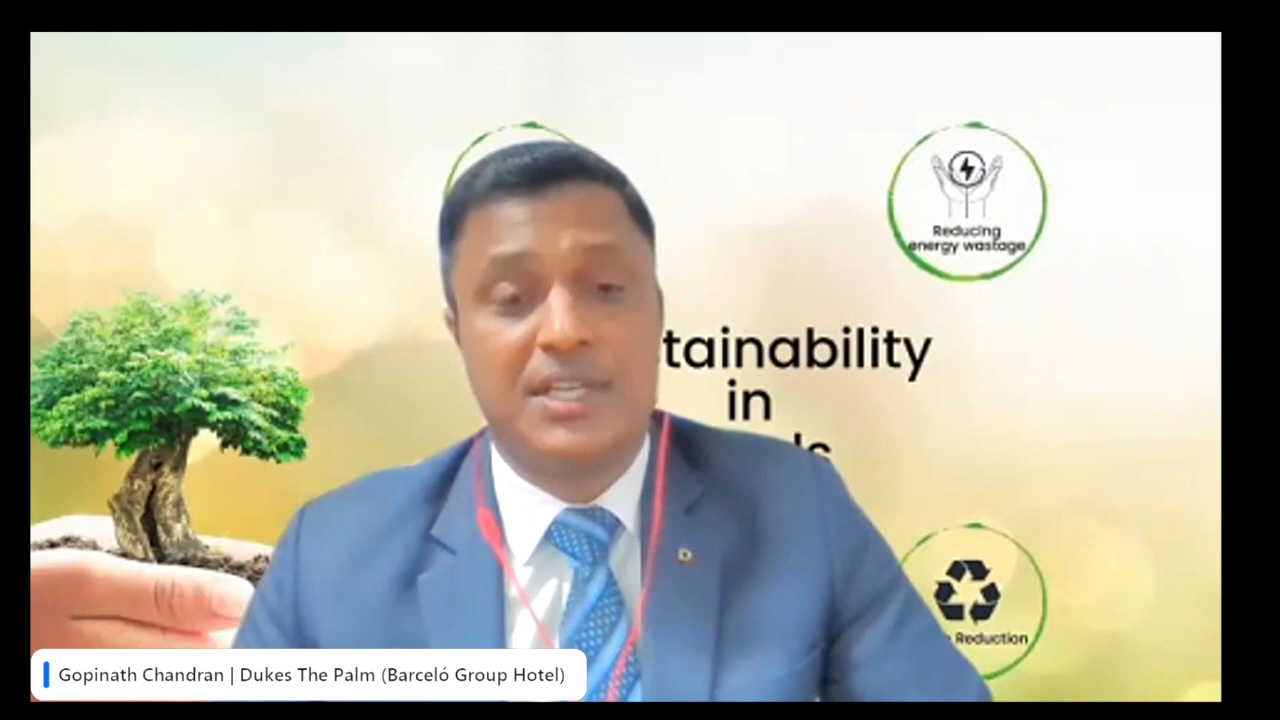 Reducing
energy wastage
tainability
in
Reduction
D
Gopinath Chandran | Dukes The Palm (Barceló Group Hotel)